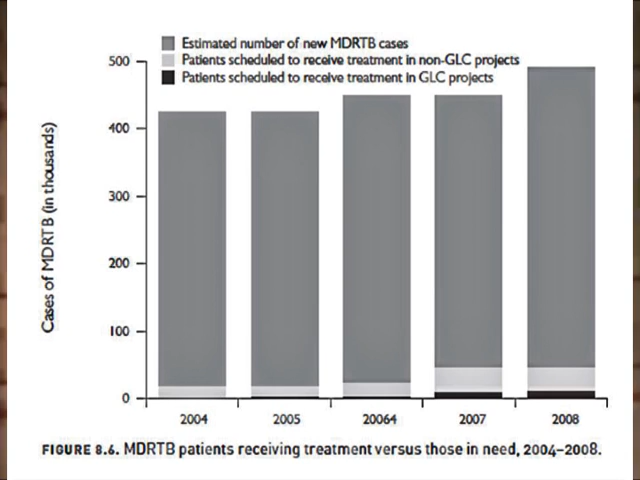 Estimated number of new MDRTB cases
Patients scheduled to receive treatment in non-GLC projects
Patients scheduled to receive treatment in GLC projects
Cases of MDRTB (in thousands)
500
400
300
200
100
0
2004 2005 20064 2007 2008
FIGURE 8.6. MDRTB patients receiving treatment versus those in need, 2004–2008.